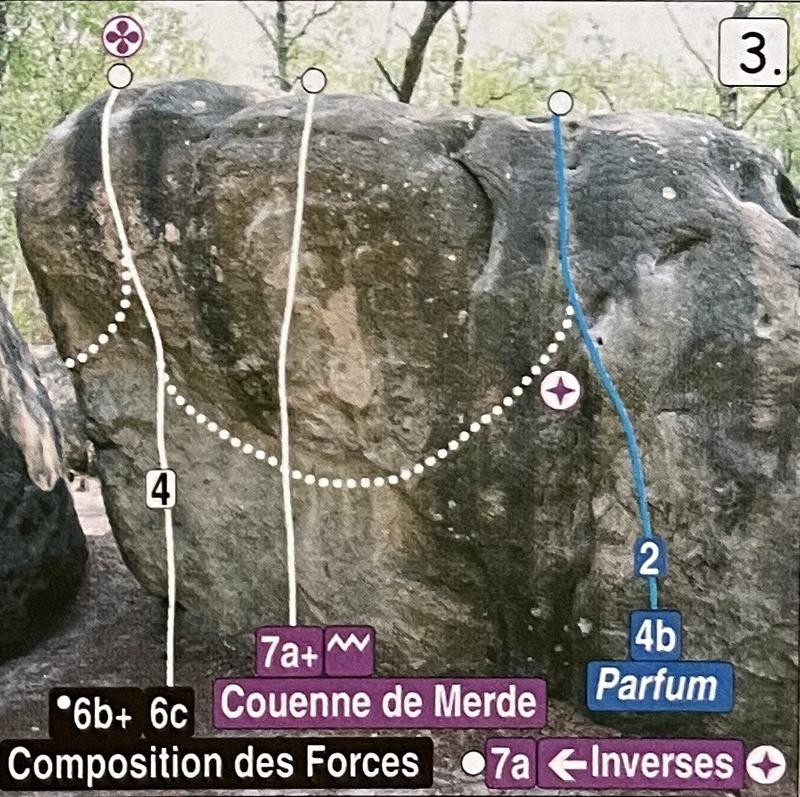 3.
4
2
7a+
4b
Couenne de Merde
Parfum
6b+ 6c
Composition des Forces
7a ←Inverses